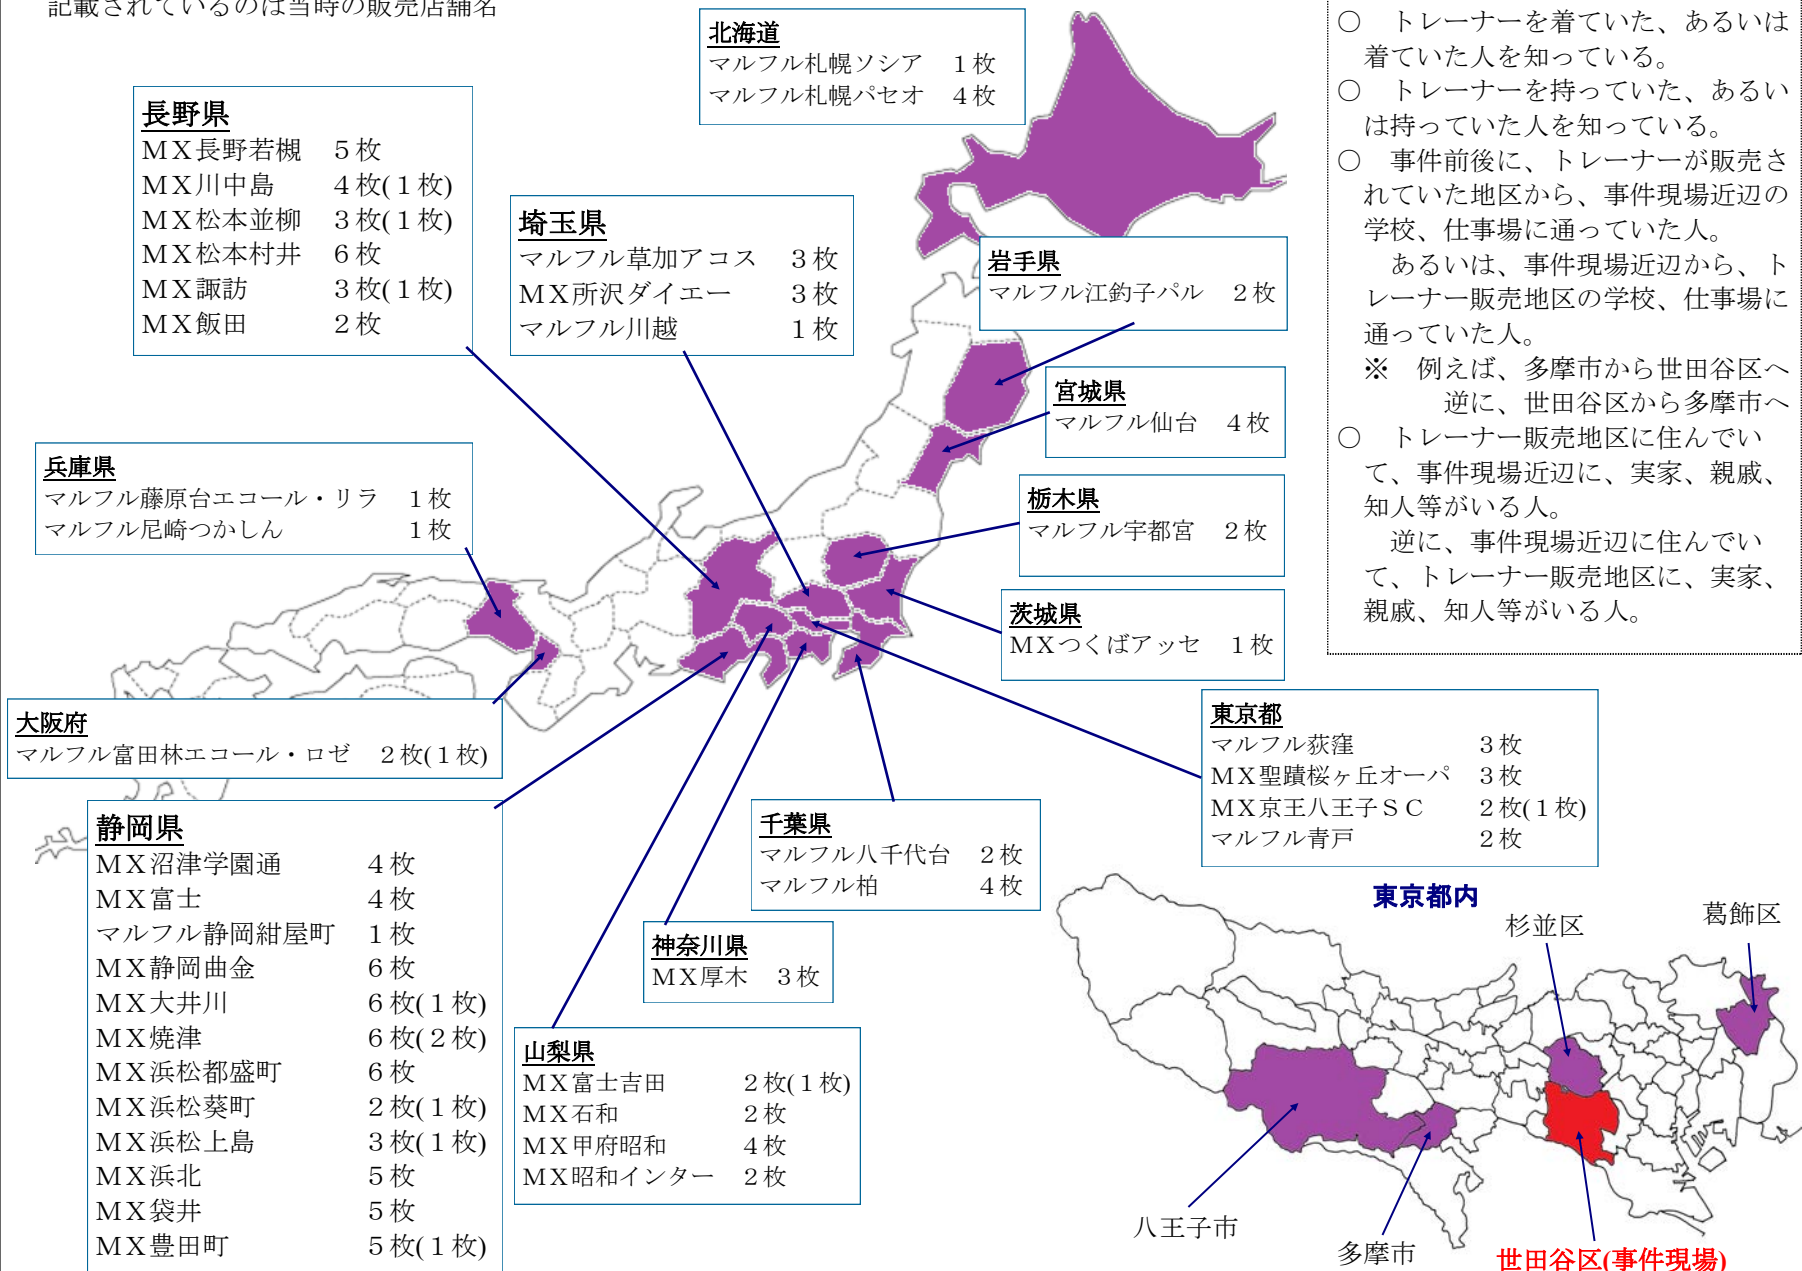 記載されているのは当時の販売店舗名
北海道
マルフル札幌ソシア　１枚
マルフル札幌パセオ　４枚
長野県
ＭＸ長野若槻　５枚
ＭＸ川中島　４枚(１枚)
ＭＸ松本並柳　３枚(１枚)
ＭＸ松本村井　６枚
ＭＸ諏訪　３枚(１枚)
ＭＸ飯田　２枚
埼玉県
マルフル草加アコス　３枚
ＭＸ所沢ダイエー　３枚
マルフル川越　１枚
岩手県
マルフル江釣子パル　２枚
宮城県
マルフル仙台　４枚
栃木県
マルフル宇都宮　２枚
茨城県
ＭＸつくばアッセ　１枚
兵庫県
マルフル藤原台エコール・リラ　１枚
マルフル尼崎つかしん　１枚
大阪府
マルフル富田林エコール・ロゼ　２枚(１枚)
静岡県
ＭＸ沼津学園通　４枚
ＭＸ富士　４枚
マルフル静岡紺屋町　１枚
ＭＸ静岡曲金　６枚
ＭＸ大井川　６枚(１枚)
ＭＸ焼津　６枚(２枚)
ＭＸ浜松都盛町　６枚
ＭＸ浜松葵町　２枚(１枚)
ＭＸ浜松上島　３枚(１枚)
ＭＸ浜北　５枚
ＭＸ袋井　５枚
ＭＸ豊田町　５枚(１枚)
千葉県
マルフル八千代台　２枚
マルフル柏　４枚
神奈川県
ＭＸ厚木　３枚
山梨県
ＭＸ富士吉田　２枚(１枚)
ＭＸ石和　２枚
ＭＸ甲府昭和　４枚
ＭＸ昭和インター　２枚
東京都
マルフル荻窪　３枚
ＭＸ聖蹟桜ヶ丘オーパ　３枚
ＭＸ京王八王子ＳＣ　２枚(１枚)
マルフル青戸　２枚
○　トレーナーを着ていた、あるいは
着ていた人を知っている。
○　トレーナーを持っていた、あるい
は持っていた人を知っている。
○　事件前後に、トレーナーが販売さ
れていた地区から、事件現場近辺の
学校、仕事場に通っていた人。
あるいは、事件現場近辺から、ト
レーナー販売地区の学校、仕事場に
通っていた人。
※　例えば、多摩市から世田谷区へ
逆に、世田谷区から多摩市へ
○　トレーナー販売地区に住んでい
て、事件現場近辺に、実家、親戚、
知人等がいる人。
逆に、事件現場近辺に住んでい
て、トレーナー販売地区に、実家、
親戚、知人等がいる人。
東京都内
杉並区
葛飾区
八王子市
多摩市
世田谷区(事件現場)